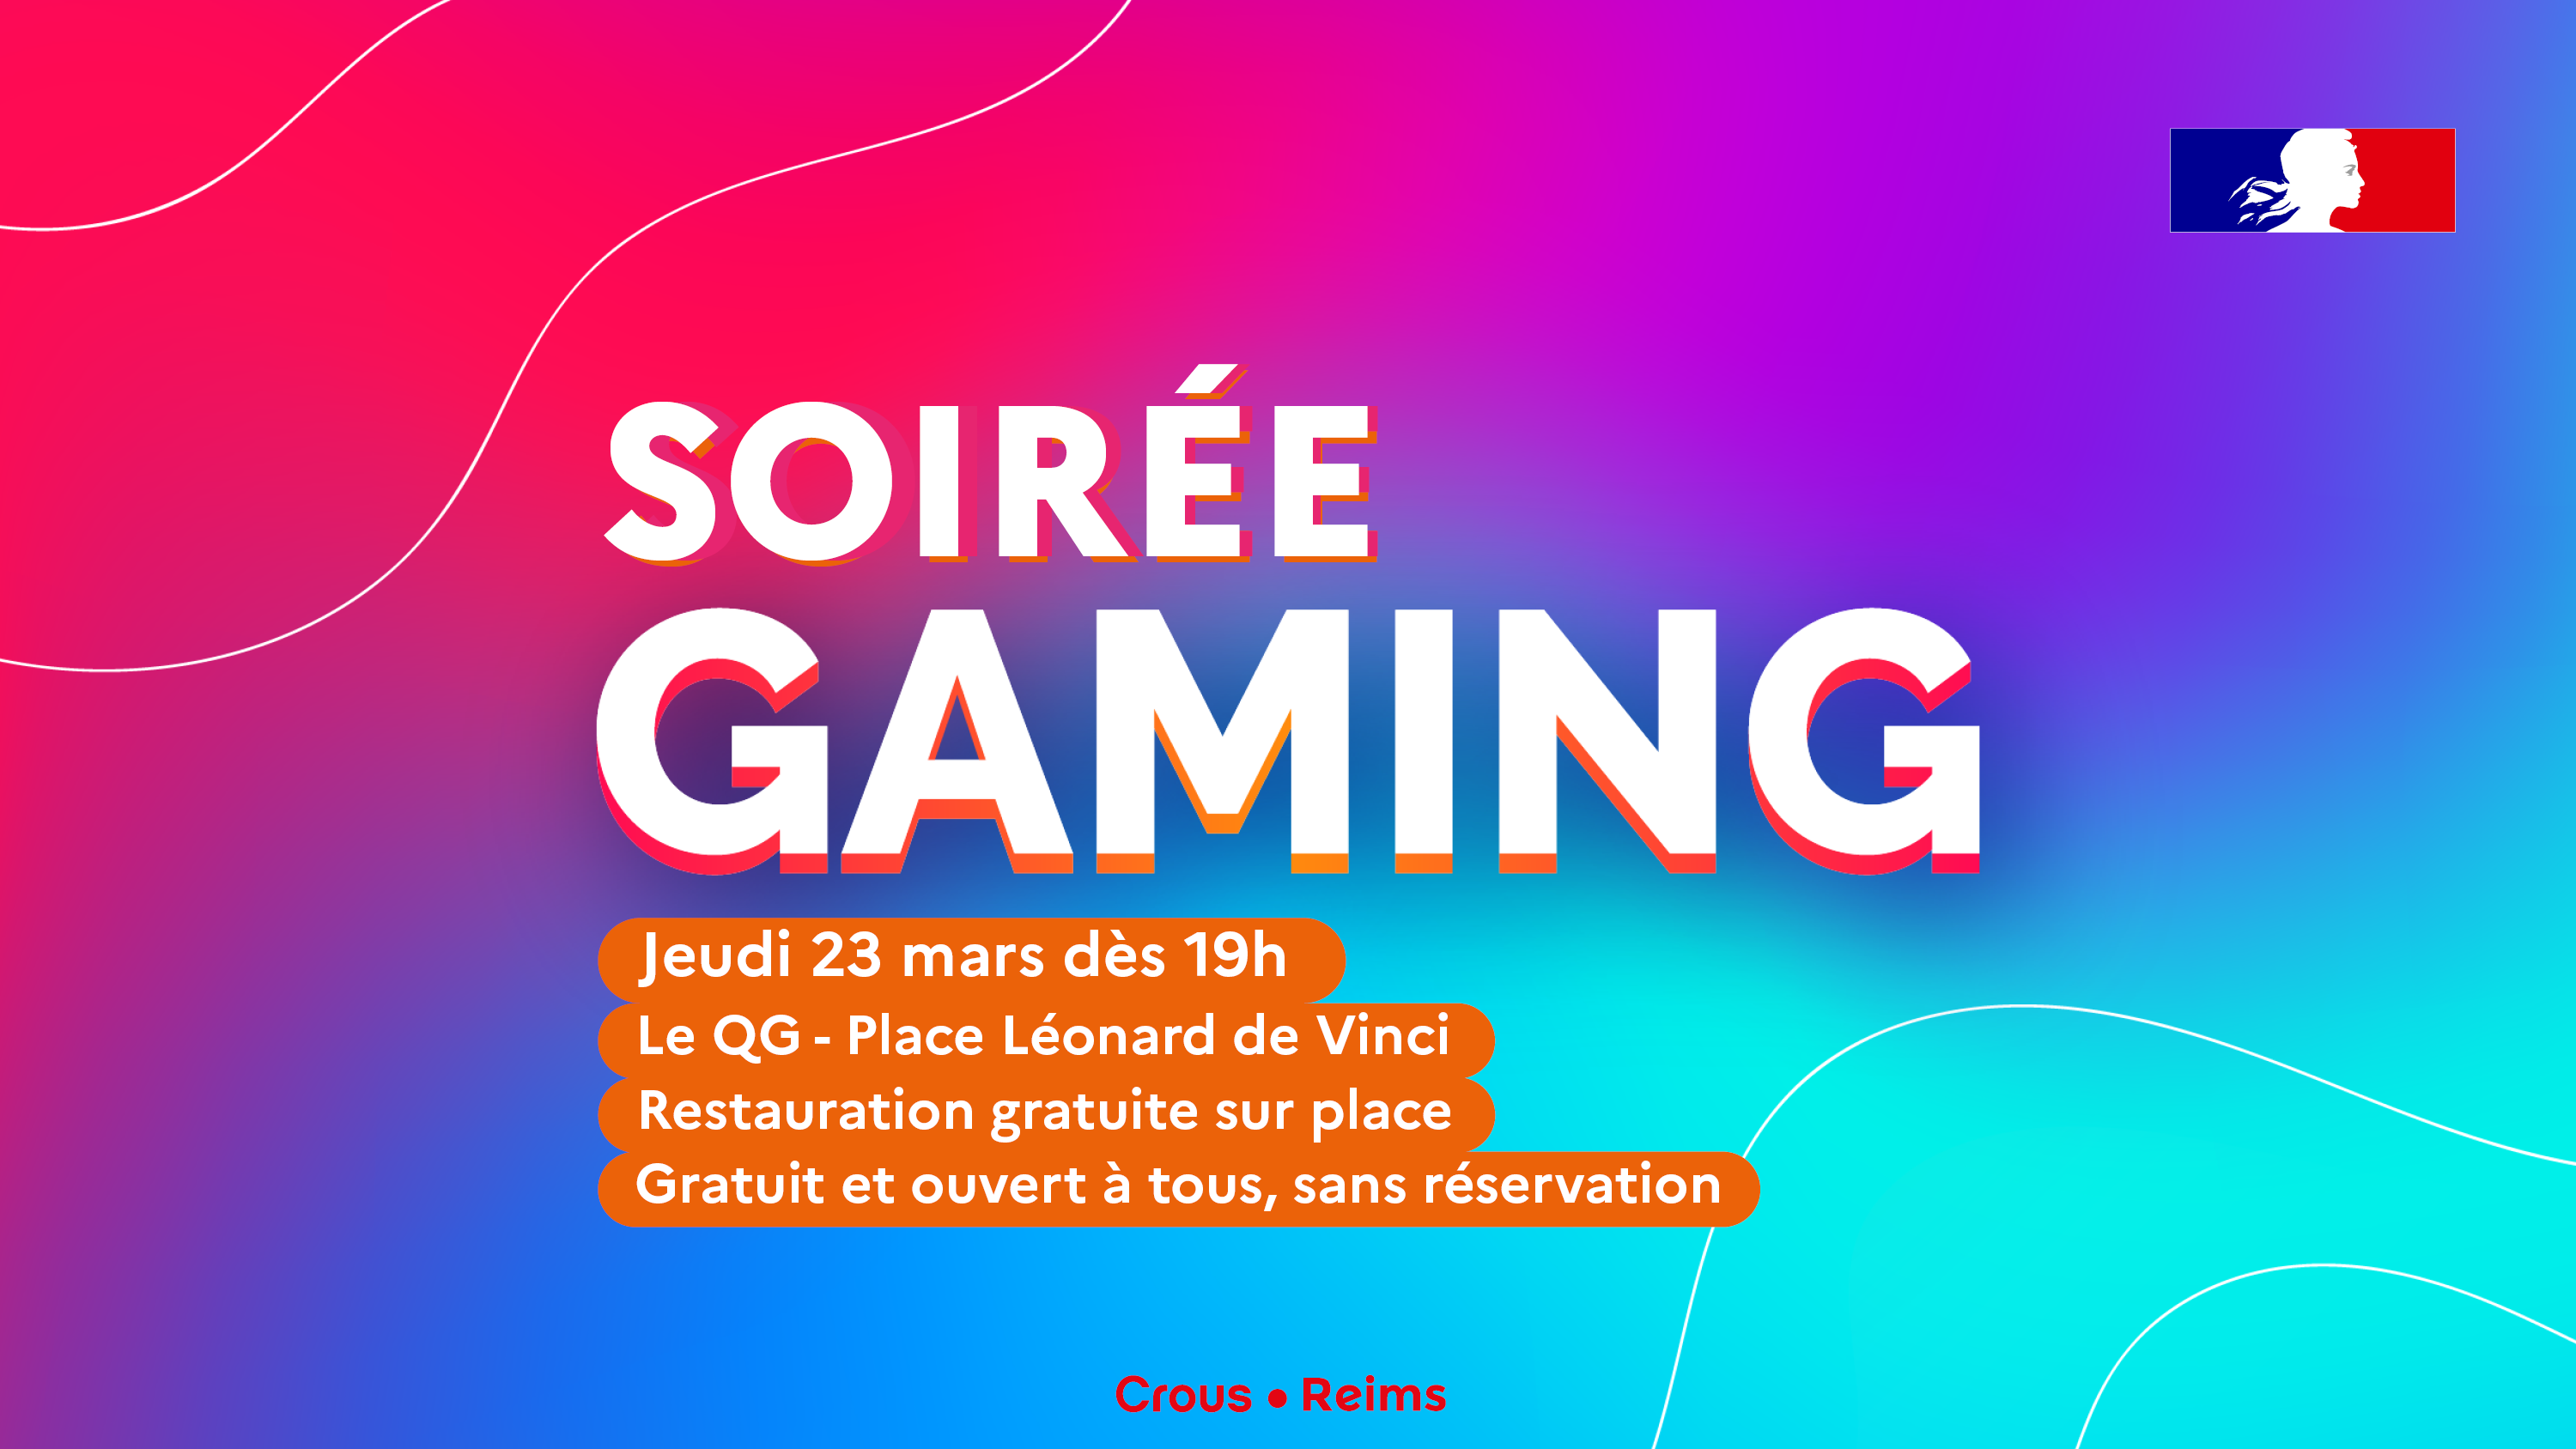 SOIRÉE
GAMING
Jeudi 23 mars dès 19h
Le QG - Place Léonard de Vinci
Restauration gratuite sur place
Gratuit et ouvert à tous, sans réservation
Crous • Reims